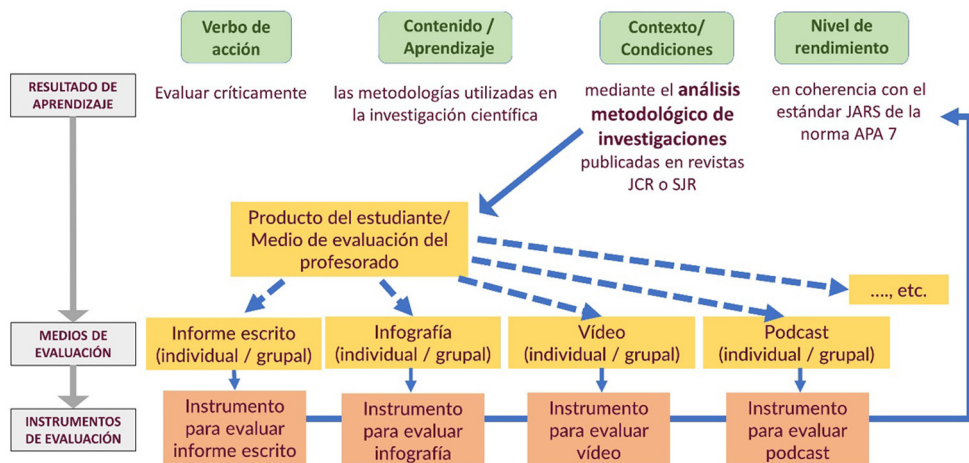 Verbo de
acción
Contenido /
Aprendizaje
Contexto/
Condiciones
Nivel de
rendimiento
RESULTADO DE
APRENDIZAJE
Evaluar críticamente
las metodologías utilizadas en
la investigación científica
mediante el análisis
metodológico de
investigaciones
publicadas en revistas
JCR o SJR
en coherencia con el
estándar JARS de la
norma APA 7
Producto del estudiante/
Medio de evaluación del
profesorado
...., etc.
MEDIOS DE
EVALUACIÓN
Informe escrito
(individual / grupal)
Infografía
(individual / grupal)
Vídeo
(individual / grupal)
Podcast
(individual / grupal)
INSTRUMENTOS
DE EVALUACIÓN
Instrumento
para evaluar
informe escrito
Instrumento
para evaluar
infografía
Instrumento
para evaluar
vídeo
Instrumento
para evaluar
podcast